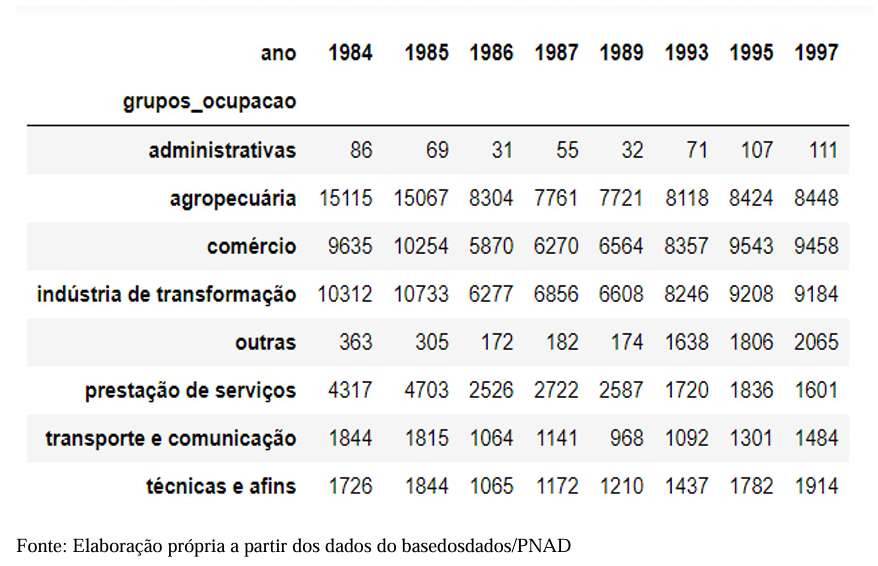 ano 1984 1985 1986 1987 1989 1993 1995 1997
grupos_ocupacao
administrativas 86 69 31 55 32 71 107 111
agropecuária 15115 15067 8304 7761 7721 8118 8424 8448
comércio 9635 10254 5870 6270 6564 8357 9543 9458
indústria de transformação 10312 10733 6277 6856 6608 8246 9208 9184
outras 363 305 172 182 174 1638 1806 2065
prestação de serviços 4317 4703 2526 2722 2587 1720 1836 1601
transporte e comunicação 1844 1815 1064 1141 968 1092 1301 1484
técnicas e afins 1726 1844 1065 1172 1210 1437 1782 1914
Fonte: Elaboração própria a partir dos dados do basedosdados/PNAD